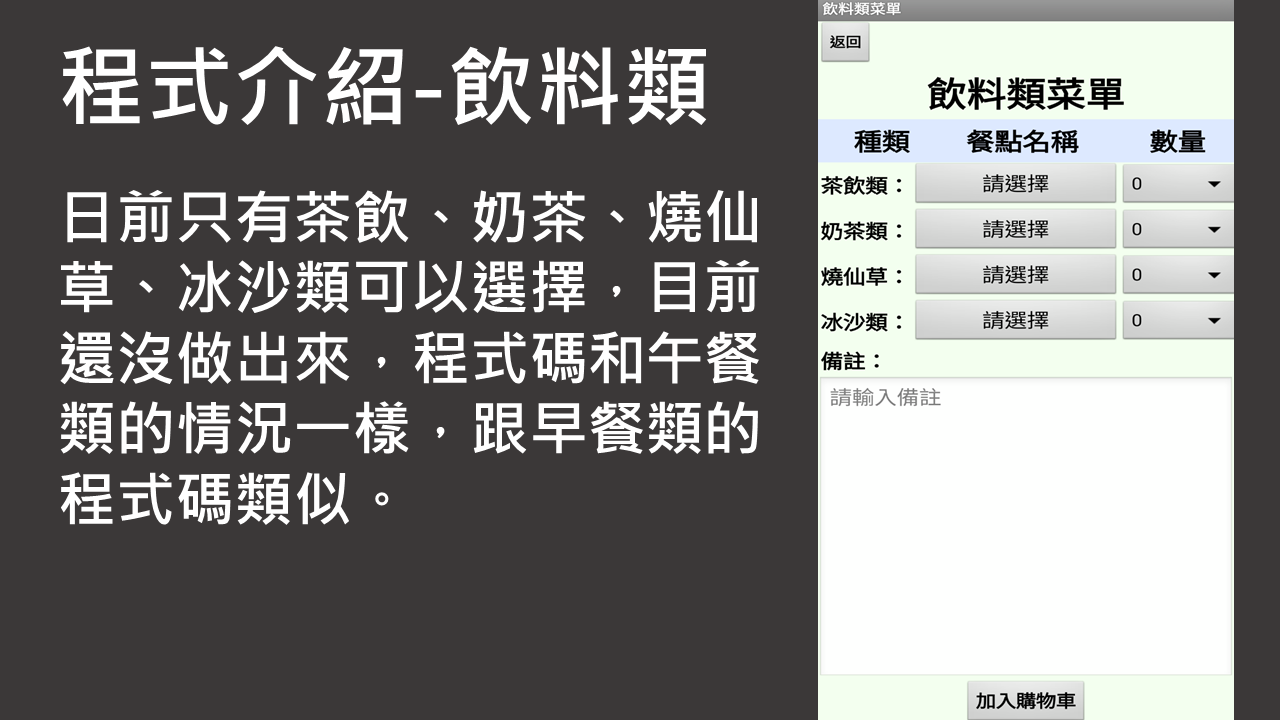 程式介紹-飲料類
日前只有茶飲、奶茶、燒仙
草、冰沙類可以選擇，目前
還沒做出來，程式碼和午餐
類的情況一樣，跟早餐類的
程式碼類似。
飲料類菜單
返回
飲料類菜單
種類 餐點名稱 數量
茶飲類： 請選擇 0
奶茶類： 請選擇 0
燒仙草： 請選擇 0
冰沙類： 請選擇 0
備註：
請輸入備註
加入購物車